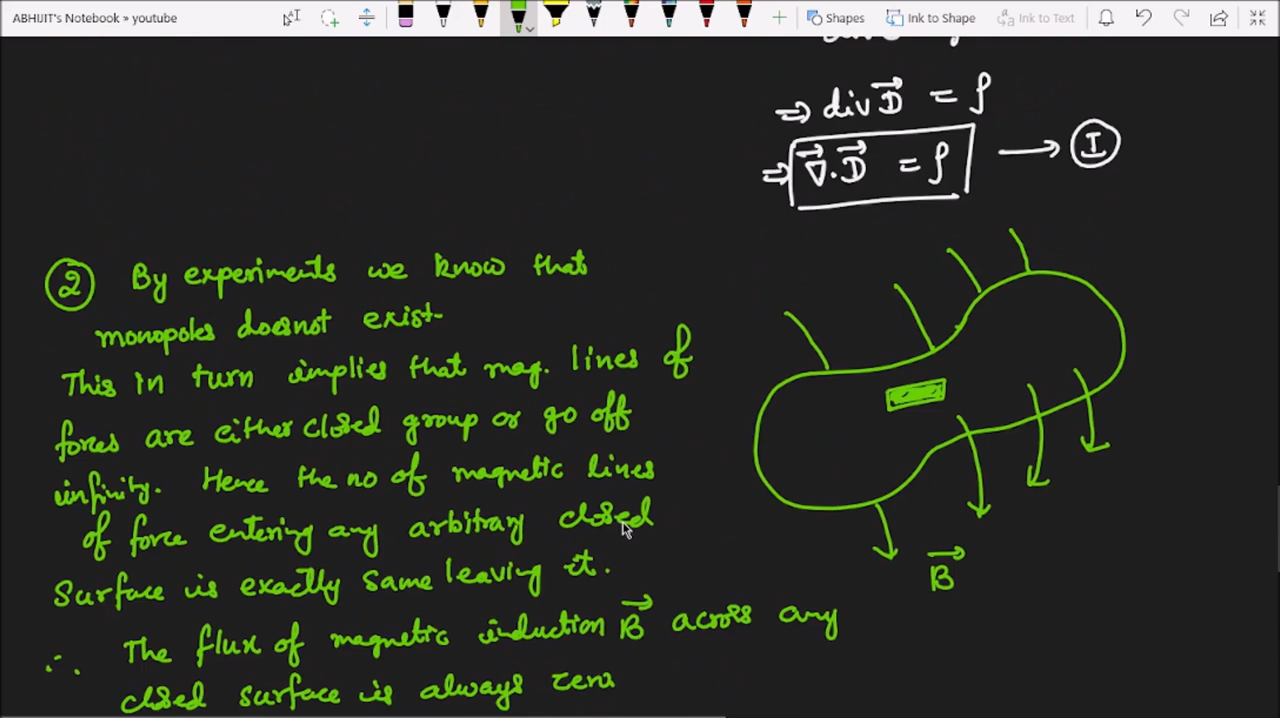 ABHIJIT's Notebook » youtube
Shapes
Ink to Shape
Ink to Text
⇒ div D⃗ = ρ
⇒ ∇⃗.D⃗ = ρ → I
2 By experiments we know that
monopoles doesnot exist
This in turn implies that mag. lines of
forces are either closed group or go off
infinity. Hence the no of magnetic lines
of force entering any arbitrary closed
Surface is exactly same leaving it.
∴ The flux of magnetic induction B⃗ across any
closed surface is always zero
B⃗